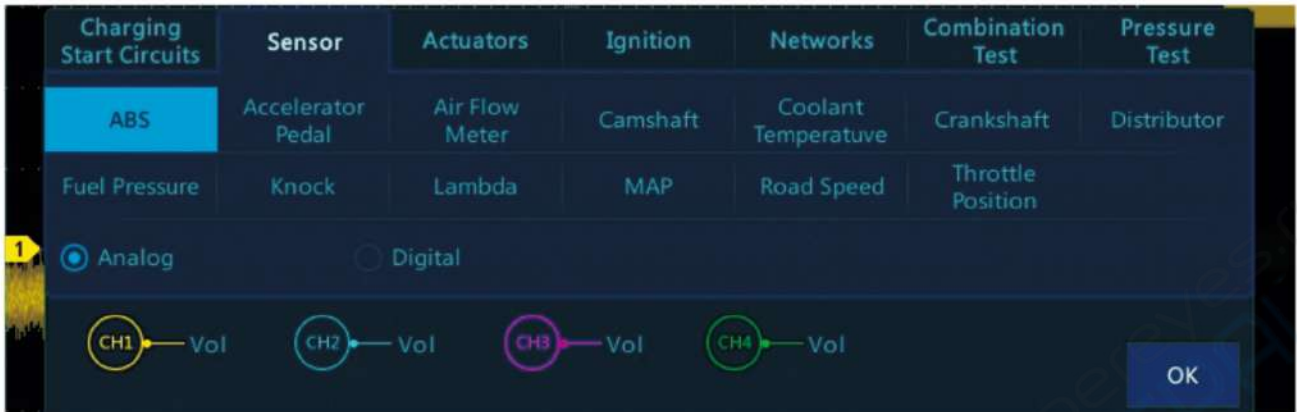 Charging Start Circuits Sensor Actuators Ignition Networks Combination Test Pressure Test
ABS Accelerator Pedal Air Flow Meter Camshaft Coolant Temperatuve Crankshaft Distributor
Fuel Pressure Knock Lambda MAP Road Speed Throttle Position
1 Analog Digital
CH1 Vol CH2 Vol CH3 Vol CH4 Vol
OK